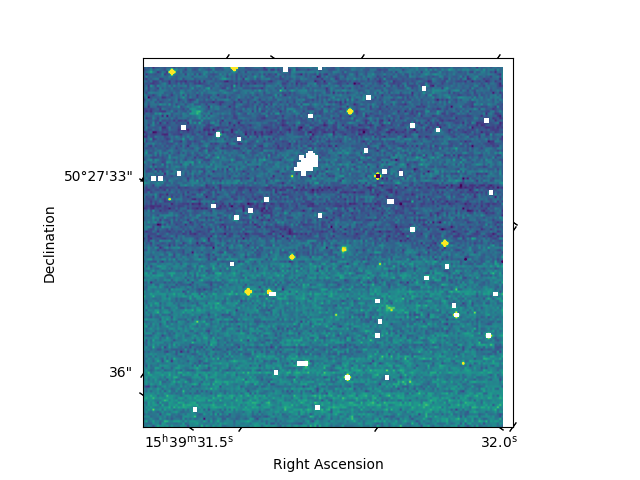 50°27'33"
Declination
36"
15ʰ39ᵐ31.5ˢ
32.0ˢ
Right Ascension